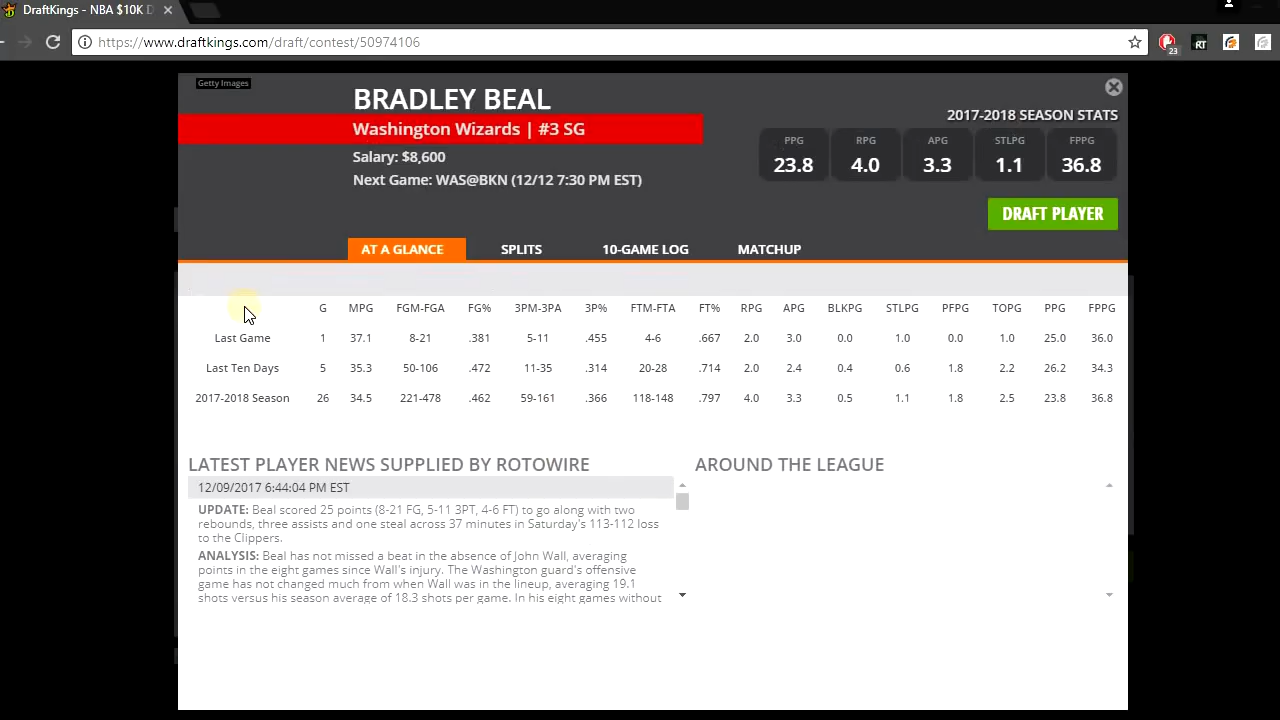 DraftKings - NBA $10K D
https://www.draftkings.com/draft/contest/50974106
23
RT
Getty Images
BRADLEY BEAL
Washington Wizards | #3 SG
Salary: $8,600
Next Game: WAS@BKN (12/12 7:30 PM EST)
2017-2018 SEASON STATS
PPG RPG APG STLPG FPPG
23.8 4.0 3.3 1.1 36.8
DRAFT PLAYER
AT A GLANCE SPLITS 10-GAME LOG MATCHUP
G MPG FGM-FGA FG% 3PM-3PA 3P% FTM-FTA FT% RPG APG BLKPG STLPG PFPG TOPG PPG FPPG
Last Game 1 37.1 8-21 .381 5-11 .455 4-6 .667 2.0 3.0 0.0 1.0 0.0 1.0 25.0 36.0
Last Ten Days 5 35.3 50-106 .472 11-35 .314 20-28 .714 2.0 2.4 0.4 0.6 1.8 2.2 26.2 34.3
2017-2018 Season 26 34.5 221-478 .462 59-161 .366 118-148 .797 4.0 3.3 0.5 1.1 1.8 2.5 23.8 36.8
LATEST PLAYER NEWS SUPPLIED BY ROTOWIRE
12/09/2017 6:44:04 PM EST
UPDATE: Beal scored 25 points (8-21 FG, 5-11 3PT, 4-6 FT) to go along with two
rebounds, three assists and one steal across 37 minutes in Saturday's 113-112 loss
to the Clippers.
ANALYSIS: Beal has not missed a beat in the absence of John Wall, averaging
points in the eight games since Wall's injury. The Washington guard's offensive
game has not changed much from when Wall was in the lineup, averaging 19.1
shots versus his season average of 18.3 shots per game. In his eight games without
AROUND THE LEAGUE